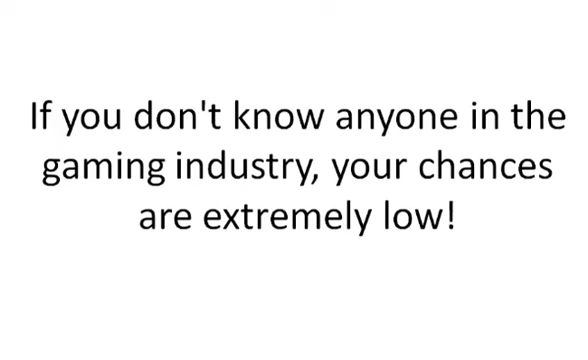 If you don't know anyone in the
gaming industry, your chances
are extremely low!